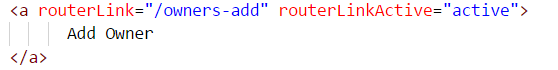 <a routerLink="/owners-add" routerLinkActive="active">
Add Owner
</a>